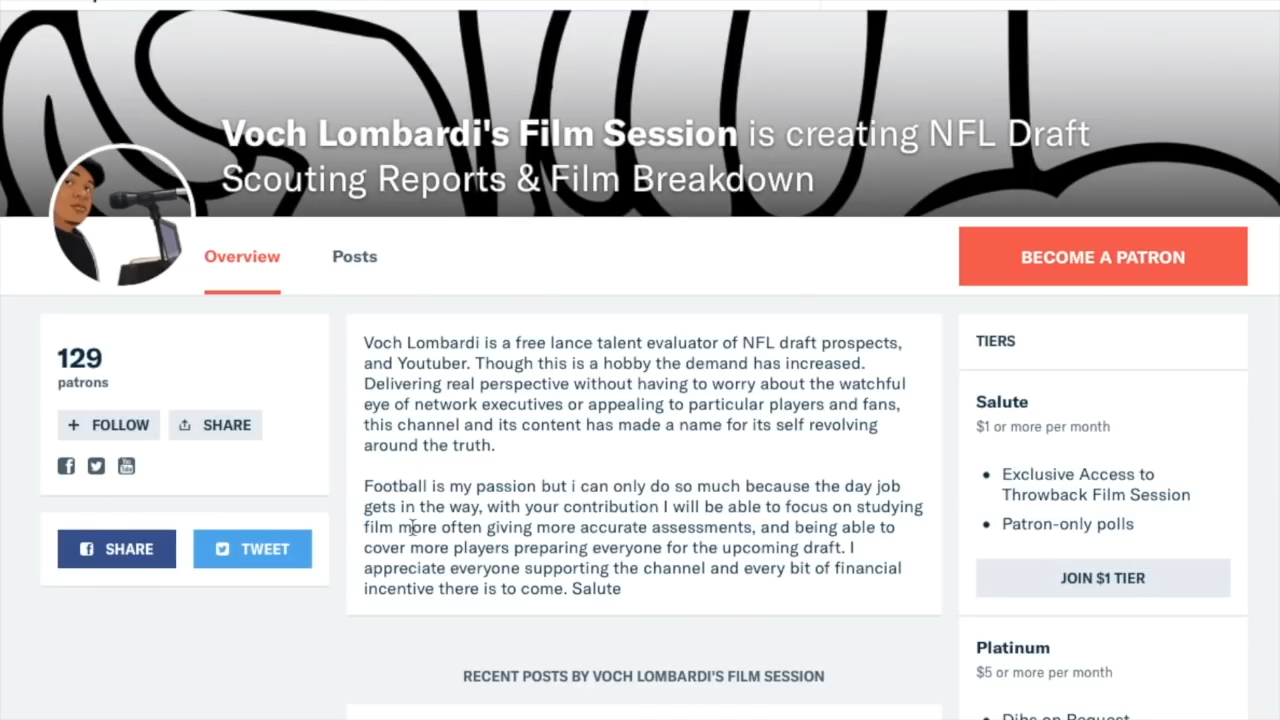 Voch Lombardi's Film Session is creating NFL Draft
Scouting Reports & Film Breakdown
Overview
Posts
BECOME A PATRON
129
patrons
+ FOLLOW
SHARE
SHARE
TWEET
Voch Lombardi is a free lance talent evaluator of NFL draft prospects,
and Youtuber. Though this is a hobby the demand has increased.
Delivering real perspective without having to worry about the watchful
eye of network executives or appealing to particular players and fans,
this channel and its content has made a name for its self revolving
around the truth.
Football is my passion but i can only do so much because the day job
gets in the way, with your contribution I will be able to focus on studying
film more often giving more accurate assessments, and being able to
cover more players preparing everyone for the upcoming draft. I
appreciate everyone supporting the channel and every bit of financial
incentive there is to come. Salute
RECENT POSTS BY VOCH LOMBARDI'S FILM SESSION
TIERS
Salute
$1 or more per month
• Exclusive Access to
Throwback Film Session
• Patron-only polls
JOIN $1 TIER
Platinum
$5 or more per month
• Dibs on Request